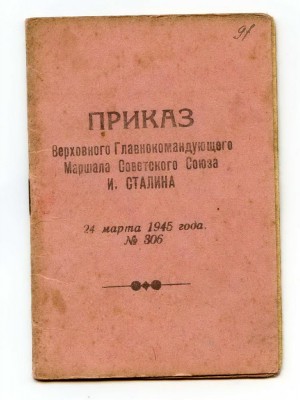 91
ПРИКАЗ
Верховного Главнокомандующего
Маршала Советского Союза
И. СТАЛИНА
24 марта 1945 года.
№ 306